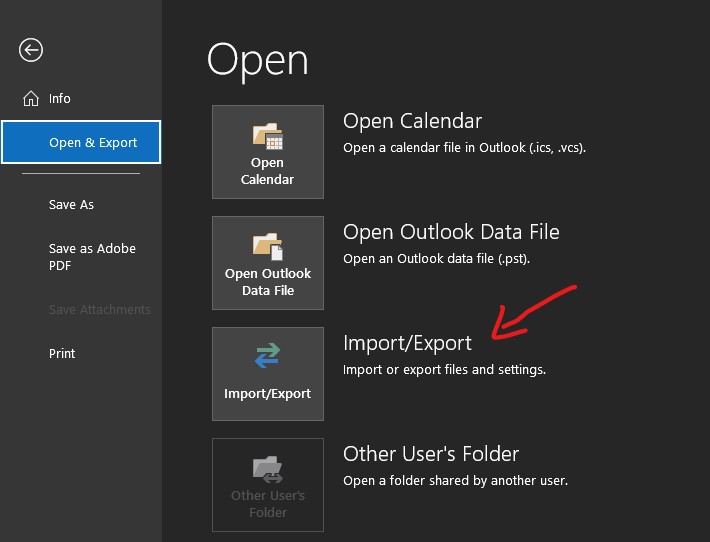 Open
Info
Open & Export
Save As
Save as Adobe
PDF
Save Attachments
Print
Open
Calendar
Open Calendar
Open a calendar file in Outlook (.ics, .vcs).
Open Outlook
Data File
Open Outlook Data File
Open an Outlook data file (.pst).
Import/Export
Import/Export
Import or export files and settings.
Other User's
Folder
Other User's Folder
Open a folder shared by another user.